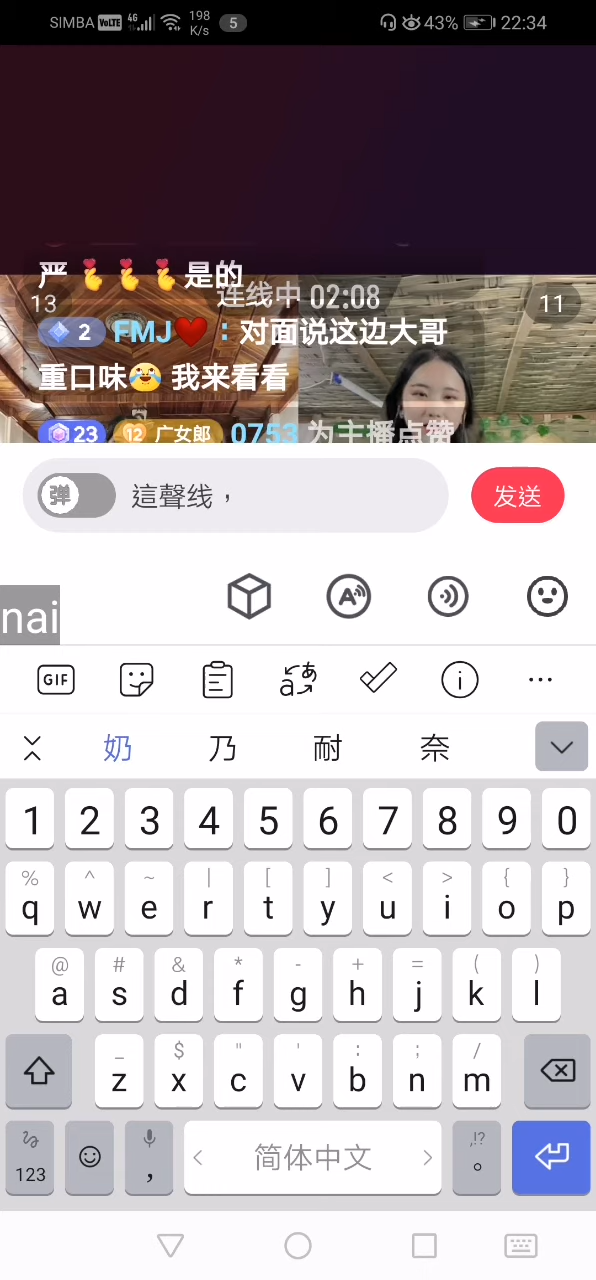 SIMBA VoLTE 4G 198 K/s 5 43% 22:34
严 🫰 🫰 🫰 是的
连线中 02:08
13
11
2 FMJ❤️：对面说这边大哥
重口味😂 我来看看
23 12 广女郎 0753 为主播点赞
弹 這聲线，
发送
nai
GIF
奶 乃 耐 奈
1 2 3 4 5 6 7 8 9 0
% ^ ~ | [ ] < > { }
q w e r t y u i o p
@ # & * - + = ( )
a s d f g h j k l
_ $ " ' : ; /
z x c v b n m
123 , < 简体中文 > ,!? 。